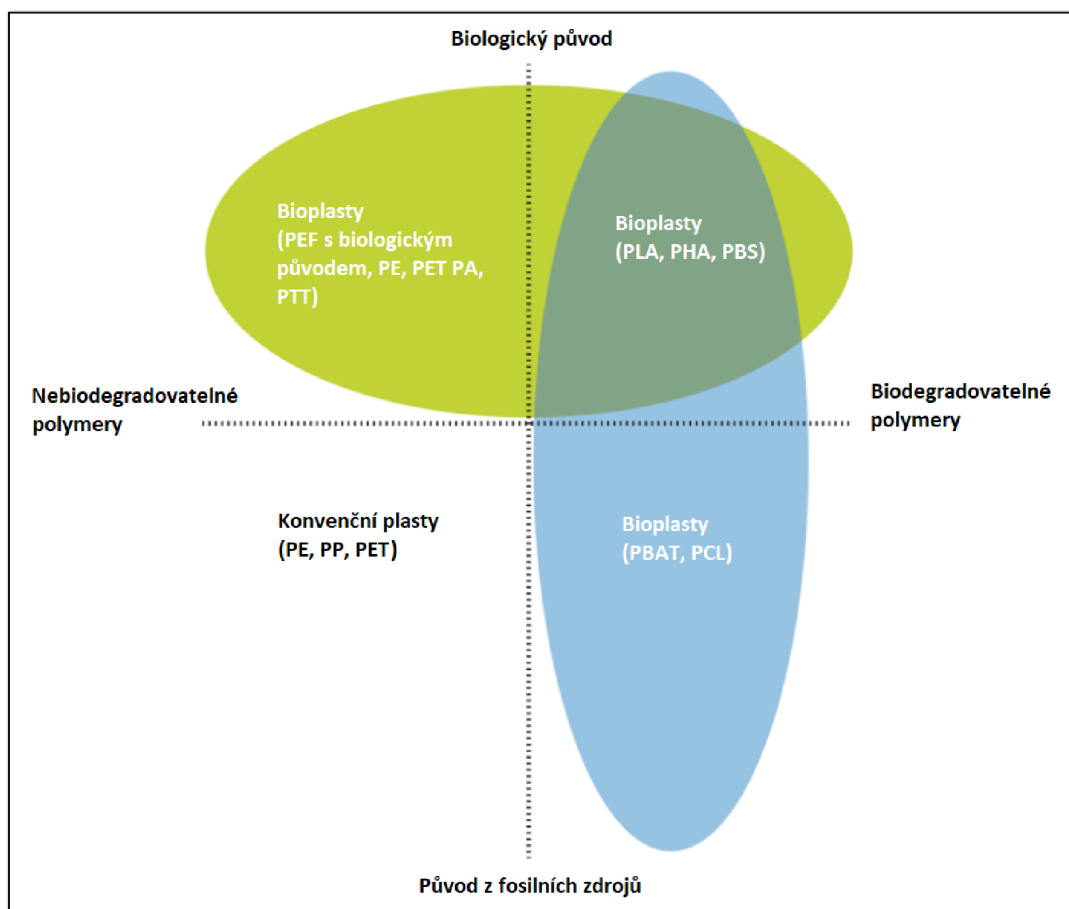 Biologický původ
Bioplasty
(PEF s biologickým
původem, PE, PET PA,
PTT)
Bioplasty
(PLA, PHA, PBS)
Nebiodegradovatelné
polymery
Biodegradovatelné
polymery
Konvenční plasty
(PE, PP, PET)
Bioplasty
(PBAT, PCL)
Původ z fosilních zdrojů